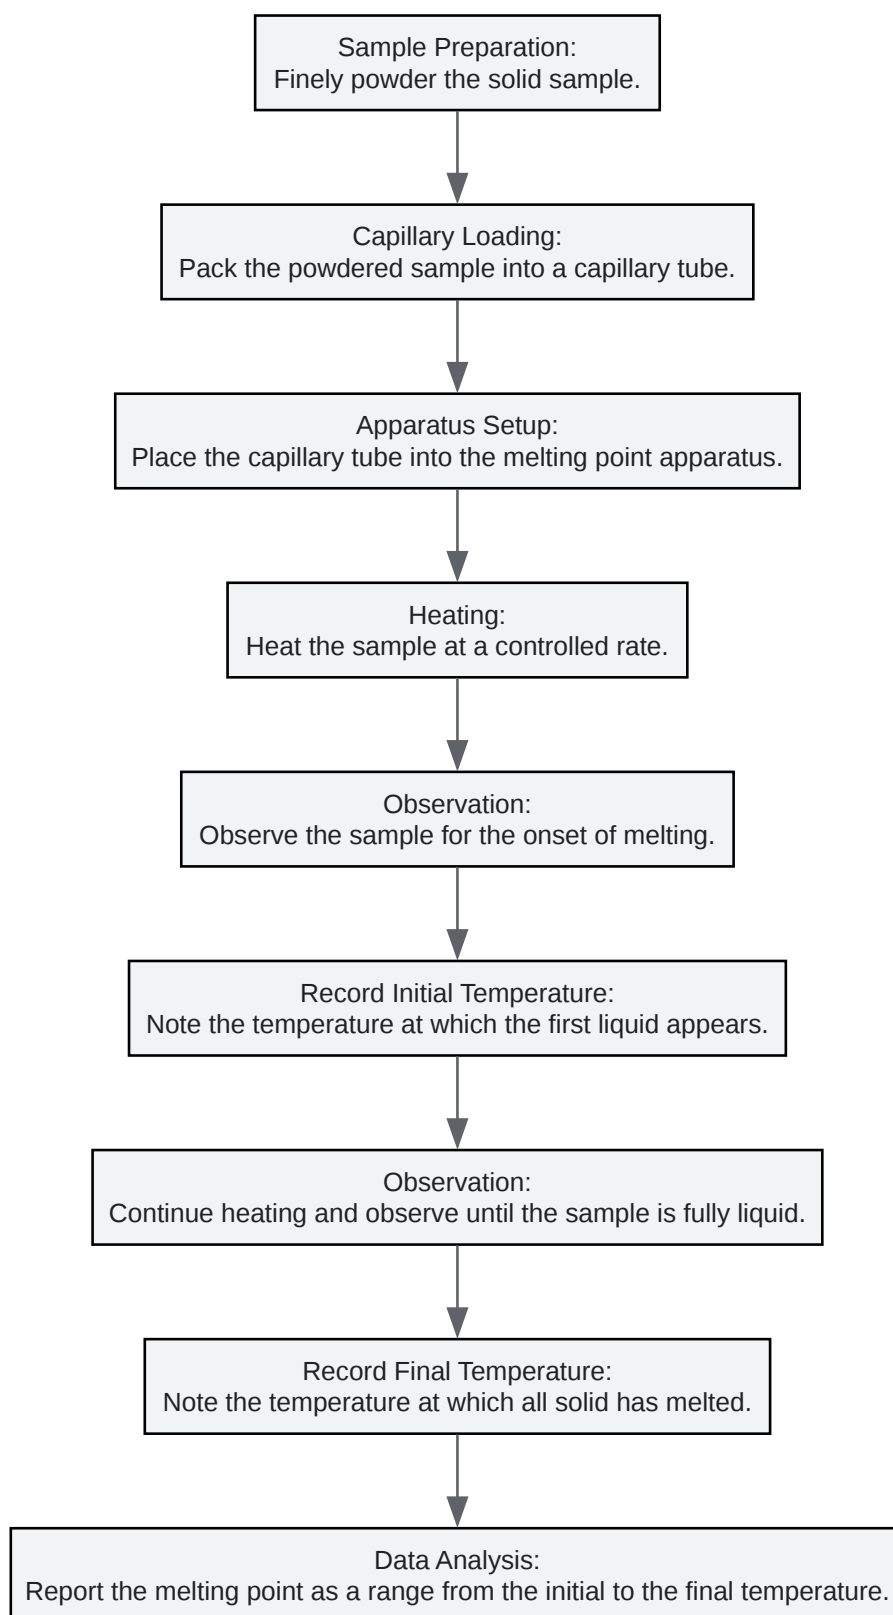 Sample Preparation:
Finely powder the solid sample.
Capillary Loading:
Pack the powdered sample into a capillary tube.
Apparatus Setup:
Place the capillary tube into the melting point apparatus.
Heating:
Heat the sample at a controlled rate.
Observation:
Observe the sample for the onset of melting.
Record Initial Temperature:
Note the temperature at which the first liquid appears.
Observation:
Continue heating and observe until the sample is fully liquid.
Record Final Temperature:
Note the temperature at which all solid has melted.
Data Analysis:
Report the melting point as a range from the initial to the final temperature.